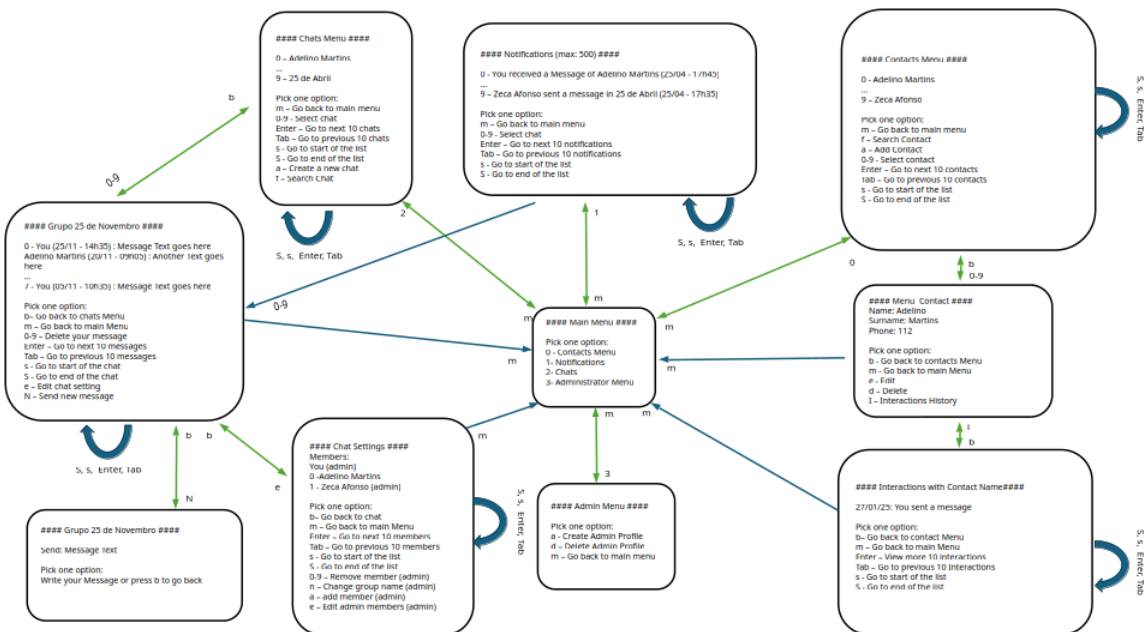 #### Chats Menu ####
0 – Adelino Martins
...
9 – 25 de Abril
Pick one option:
m – Go back to main menu
0-9 - Select chat
Enter – Go to next 10 chats
Tab – Go to previous 10 chats
s - Go to start of the list
S - Go to end of the list
a – Create a new chat
f – Search Chat
#### Notifications (max: 500) ####
0 - You received a Message of Adelino Martins (25/04 - 17h45)
...
9 – Zeca Afonso sent a message in 25 de Abril (25/04 - 17h35)
Pick one option:
m – Go back to main menu
0-9 - Select chat
Enter – Go to next 10 notifications
Tab – Go to previous 10 notifications
s - Go to start of the list
S - Go to end of the list
#### Contacts Menu ####
0 - Adelino Martins
...
9 – Zeca Afonso
Pick one option:
m – Go back to main menu
f – Search Contact
a – Add Contact
0-9 - Select contact
Enter – Go to next 10 contacts
Tab – Go to previous 10 contacts
s - Go to start of the list
S - Go to end of the list
S, s, Enter, Tab
b
0-9
2
S, s, Enter, Tab
1
S, s, Enter, Tab
0
b
0-9
#### Grupo 25 de Novembro ####
0 - You (25/11 - 14h35) : Message Text goes here
Adelino Martins (20/11 - 09h05) : Another Text goes
here
...
7 - You (05/11 - 10h35) : Message Text goes here
Pick one option:
b– Go back to chats Menu
m – Go back to main Menu
0-9 – Delete your message
Enter – Go to next 10 messages
Tab – Go to previous 10 messages
s - Go to start of the chat
S - Go to end of the chat
e – Edit chat setting
N – Send new message
0-9
m
m
m
m
m
#### Main Menu ####
Pick one option:
0 - Contacts Menu
1- Notifications
2- Chats
3- Administrator Menu
#### Menu Contact ####
Name: Adelino
Surname: Martins
Phone: 112
Pick one option:
b - Go back to contacts Menu
m - Go back to main Menu
e - Edit
d – Delete
I – Interactions History
S, s, Enter, Tab
b
b
N
e
m
m
m
3
I
b
#### Chat Settings ####
Members:
You (admin)
0 -Adelino Martins
1 - Zeca Afonso (admin)
Pick one option:
b– Go back to chat
m – Go back to main Menu
Enter – Go to next 10 members
Tab – Go to previous 10 members
s - Go to start of the list
S - Go to end of the list
0-9 – Remove member (admin)
n – Change group name (admin)
a – add member (admin)
e – Edit admin members (admin)
S, s, Enter, Tab
#### Admin Menu ####
Pick one option:
a - Create Admin Profile
d – Delete Admin Profile
m – Go back to main menu
#### Interactions with Contact Name####
27/01/25: You sent a message
Pick one option:
b– Go back to contact Menu
m – Go back to main Menu
Enter – View more 10 interactions
Tab – Go to previous 10 Interactions
s - Go to start of the list
S - Go to end of the list
S, s, Enter, Tab
#### Grupo 25 de Novembro ####
Send: Message Text
Pick one option:
Write your Message or press b to go back